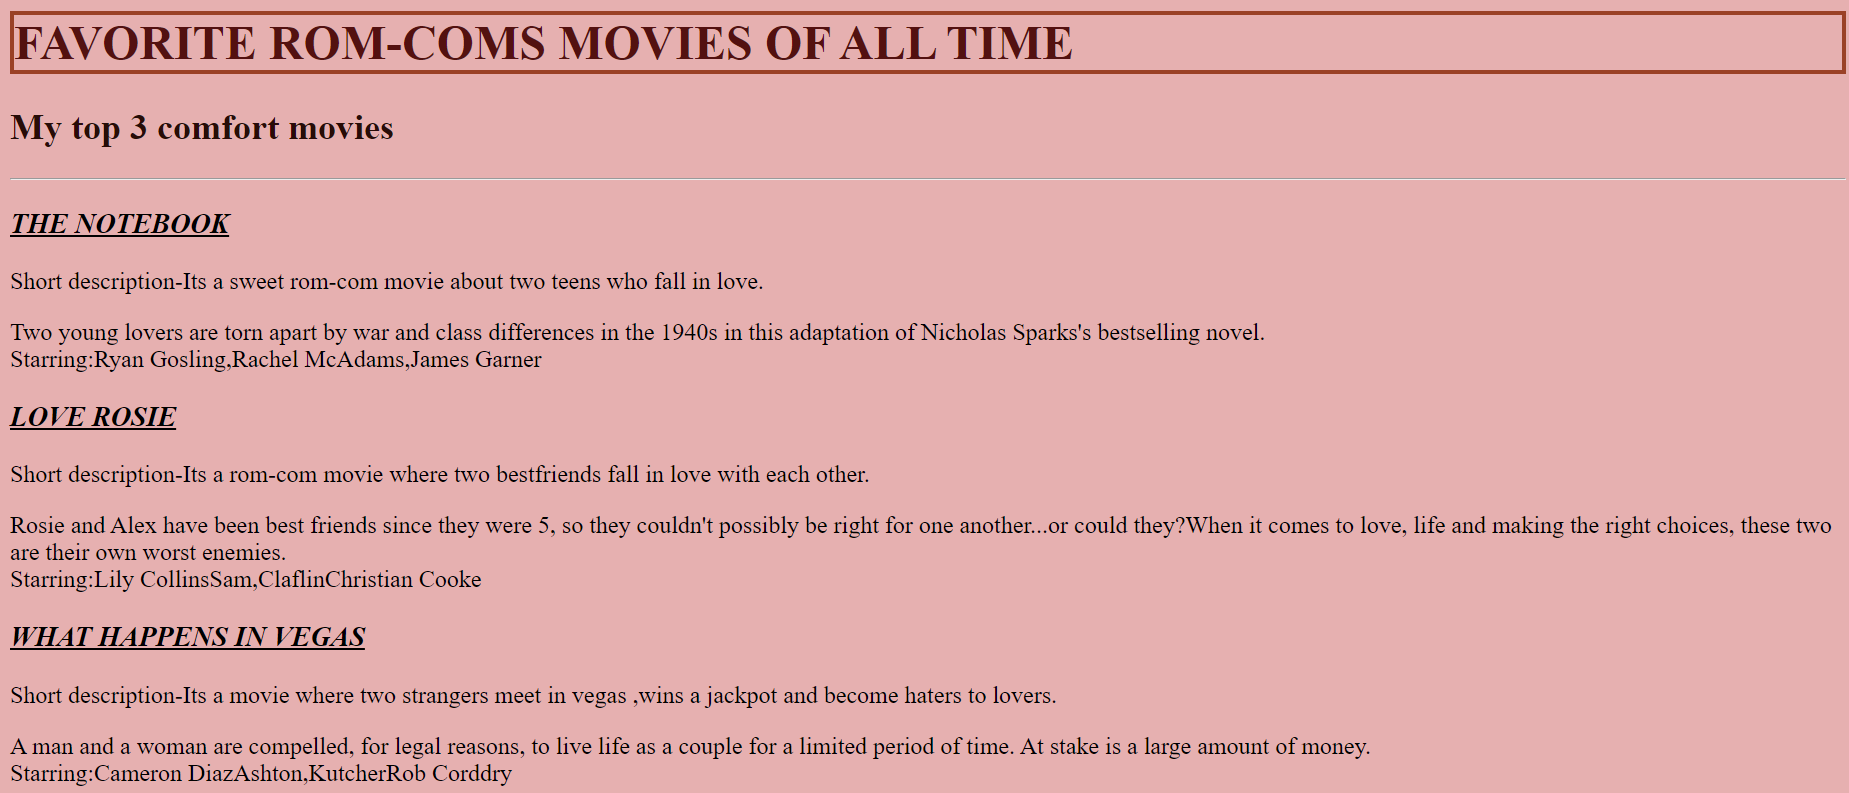 FAVORITE ROM-COMS MOVIES OF ALL TIME
My top 3 comfort movies
THE NOTEBOOK
Short description-Its a sweet rom-com movie about two teens who fall in love.
Two young lovers are torn apart by war and class differences in the 1940s in this adaptation of Nicholas Sparks's bestselling novel.
Starring:Ryan Gosling,Rachel McAdams,James Garner
LOVE ROSIE
Short description-Its a rom-com movie where two bestfriends fall in love with each other.
Rosie and Alex have been best friends since they were 5, so they couldn't possibly be right for one another...or could they?When it comes to love, life and making the right choices, these two
are their own worst enemies.
Starring:Lily CollinsSam,ClaflinChristian Cooke
WHAT HAPPENS IN VEGAS
Short description-Its a movie where two strangers meet in vegas ,wins a jackpot and become haters to lovers.
A man and a woman are compelled, for legal reasons, to live life as a couple for a limited period of time. At stake is a large amount of money.
Starring:Cameron DiazAshton,KutcherRob Corddry